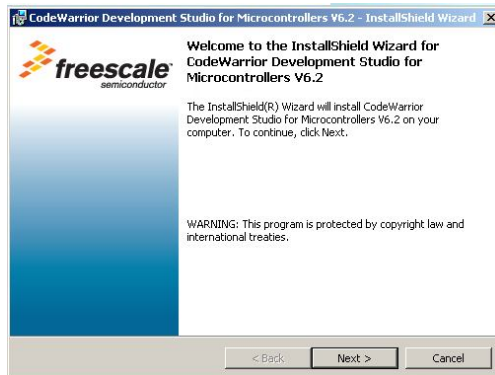 CodeWarrior Development Studio for Microcontrollers V6.2 - InstallShield Wizard
freescale
semiconductor
Welcome to the InstallShield Wizard for
CodeWarrior Development Studio for
Microcontrollers V6.2
The InstallShield(R) Wizard will install CodeWarrior
Development Studio for Microcontrollers V6.2 on your
computer. To continue, click Next.
WARNING: This program is protected by copyright law and
international treaties.
< Back
Next >
Cancel